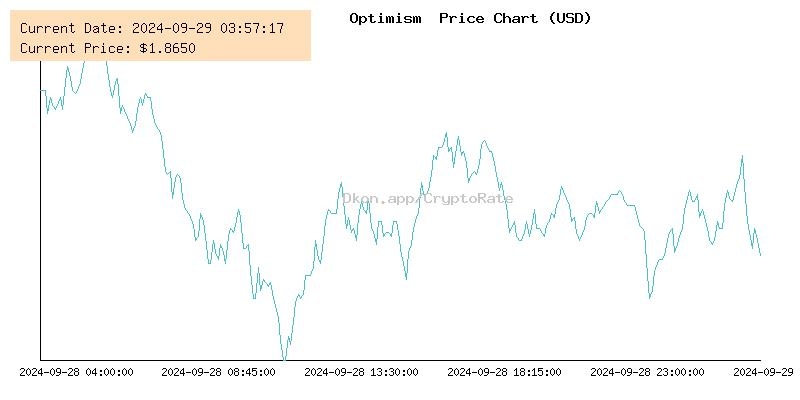 Optimism  Price Chart (USD)
Current Date: 2024-09-29 03:57:17
Current Price: $1.8650
Okon.app/CryptoRate
2024-09-28 04:00:00 2024-09-28 08:45:00 2024-09-28 13:30:00 2024-09-28 18:15:00 2024-09-28 23:00:00 2024-09-29